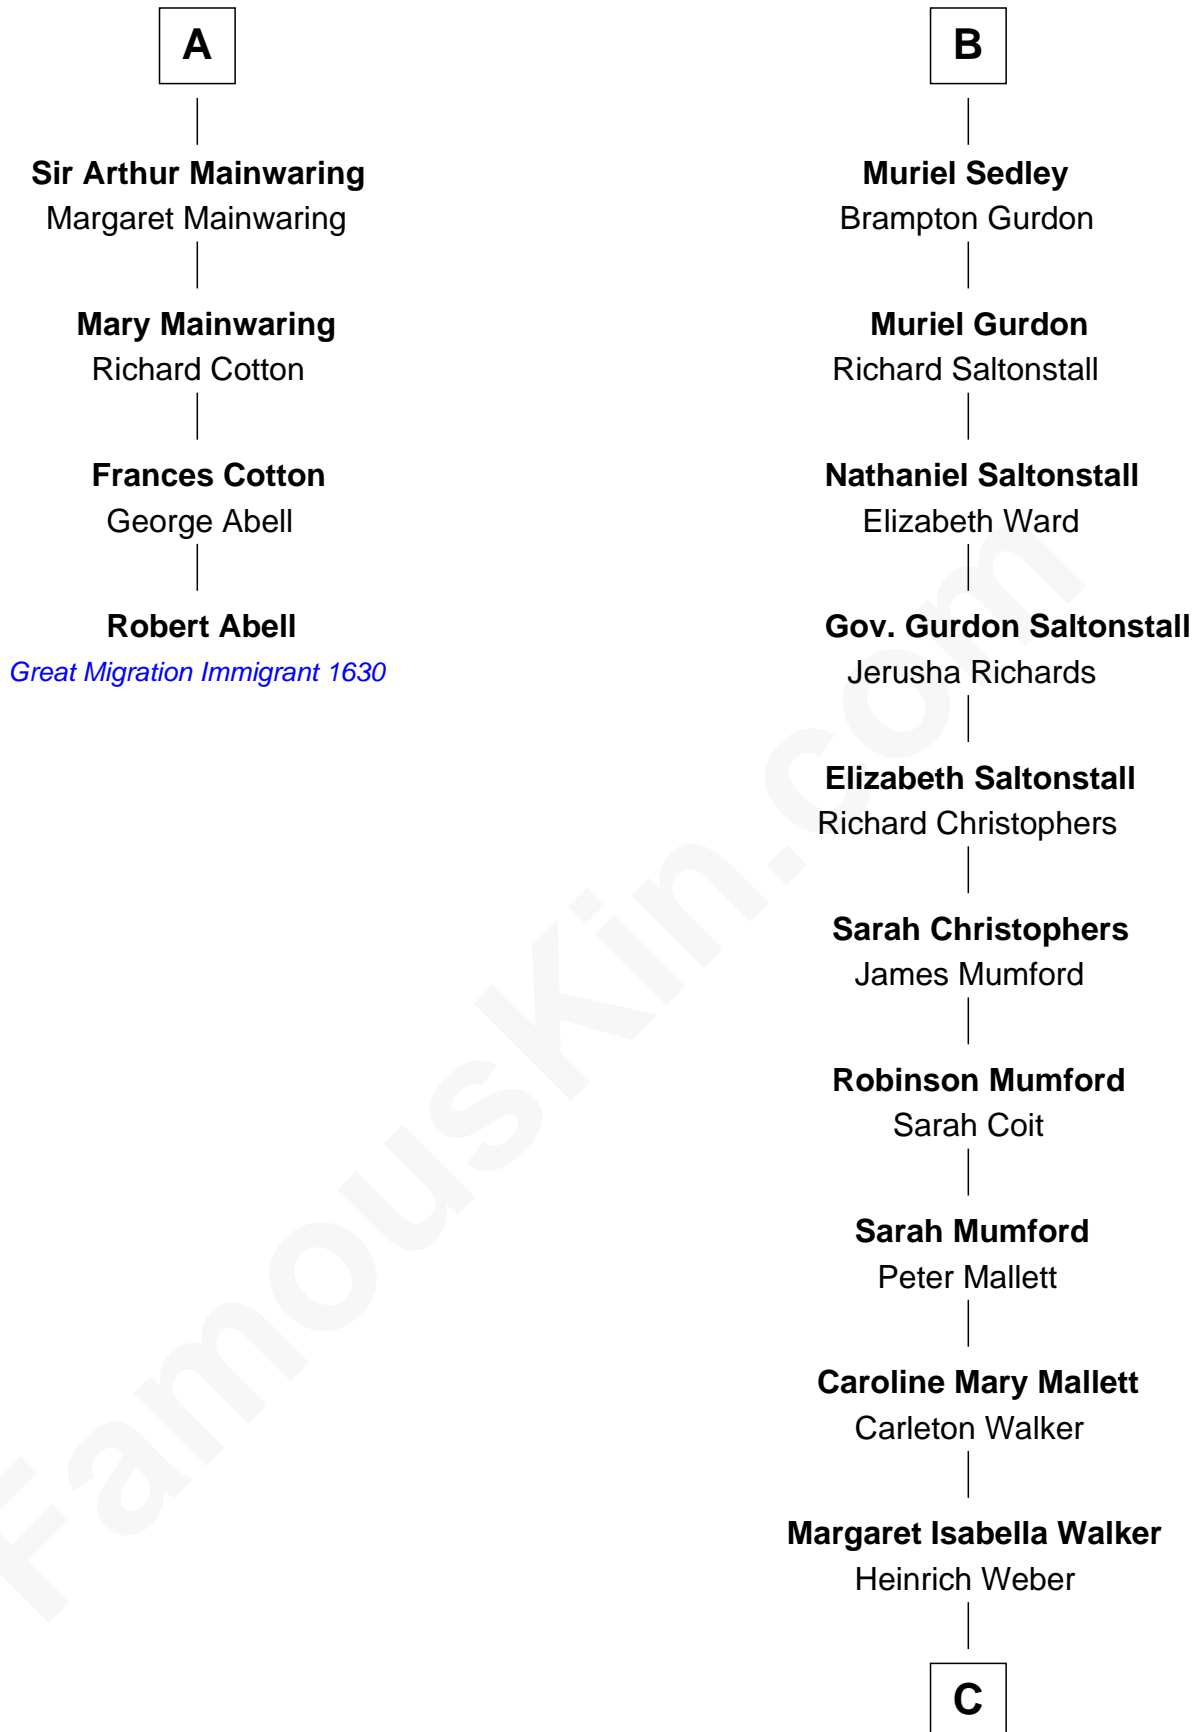 A
Sir Arthur Mainwaring
Margaret Mainwaring
Mary Mainwaring
Richard Cotton
Frances Cotton
George Abell
Robert Abell
Great Migration Immigrant 1630
B
Muriel Sedley
Brampton Gurdon
Muriel Gurdon
Richard Saltonstall
Nathaniel Saltonstall
Elizabeth Ward
Gov. Gurdon Saltonstall
Jerusha Richards
Elizabeth Saltonstall
Richard Christophers
Sarah Christophers
James Mumford
Robinson Mumford
Sarah Coit
Sarah Mumford
Peter Mallett
Caroline Mary Mallett
Carleton Walker
Margaret Isabella Walker
Heinrich Weber
C
FamousKin.com